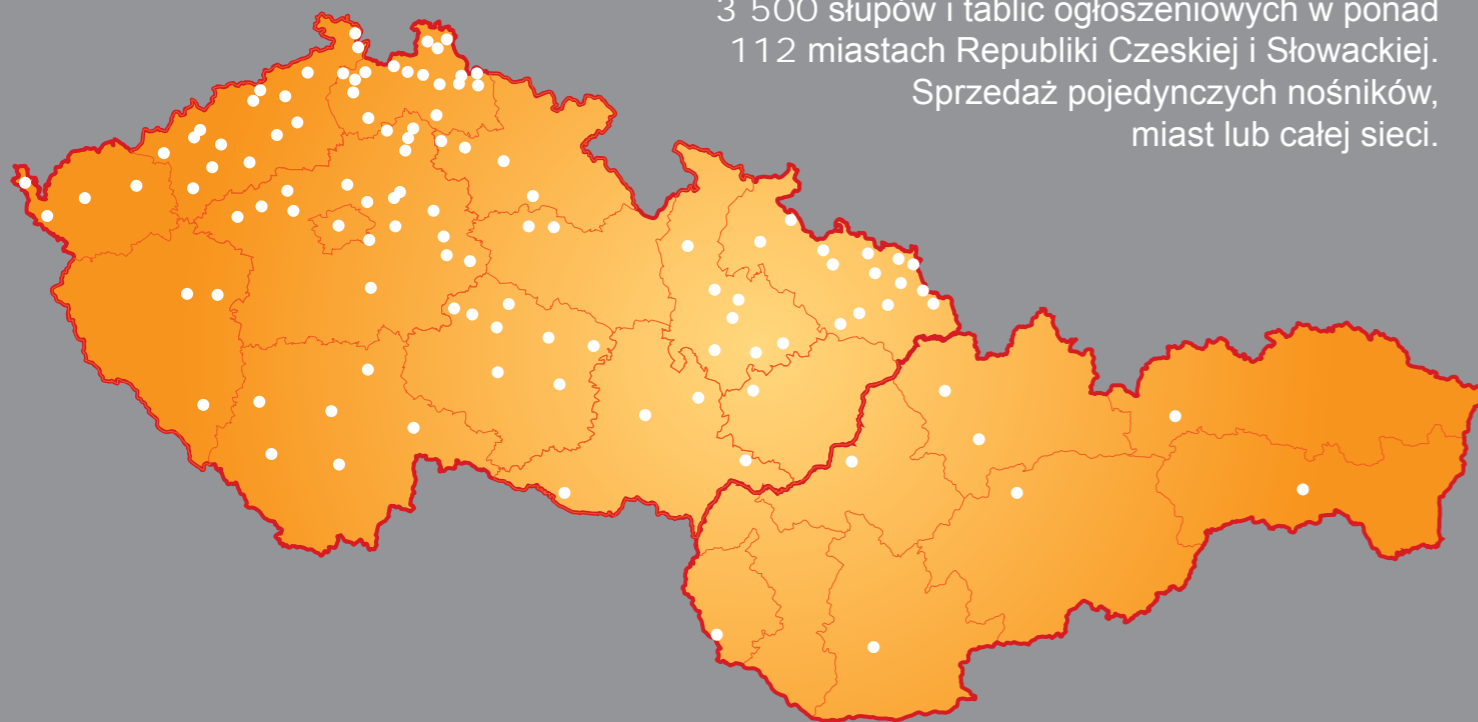 3 500 słupów i tablic ogłoszeniowych w ponad
112 miastach Republiki Czeskiej i Słowackiej.
Sprzedaż pojedynczych nośników,
miast lub całej sieci.